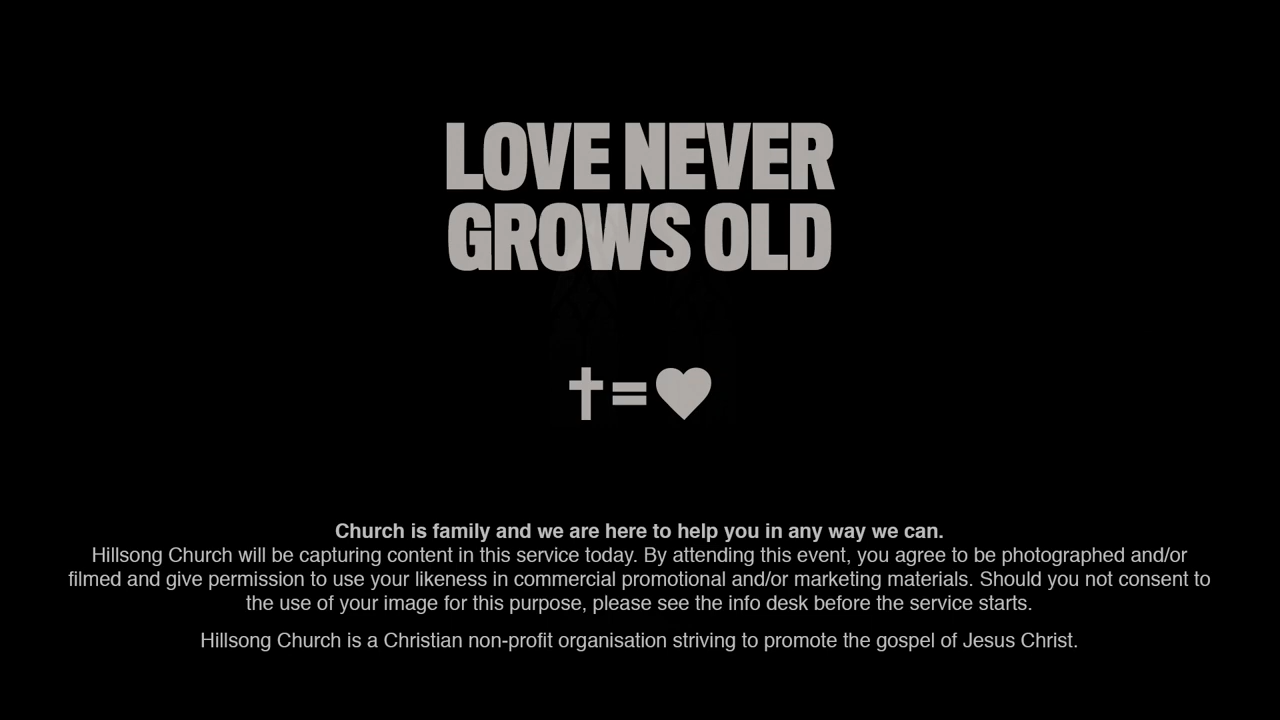 LOVE NEVER
GROWS OLD
✝=♥
Church is family and we are here to help you in any way we can.
Hillsong Church will be capturing content in this service today. By attending this event, you agree to be photographed and/or
filmed and give permission to use your likeness in commercial promotional and/or marketing materials. Should you not consent to
the use of your image for this purpose, please see the info desk before the service starts.
Hillsong Church is a Christian non-profit organisation striving to promote the gospel of Jesus Christ.